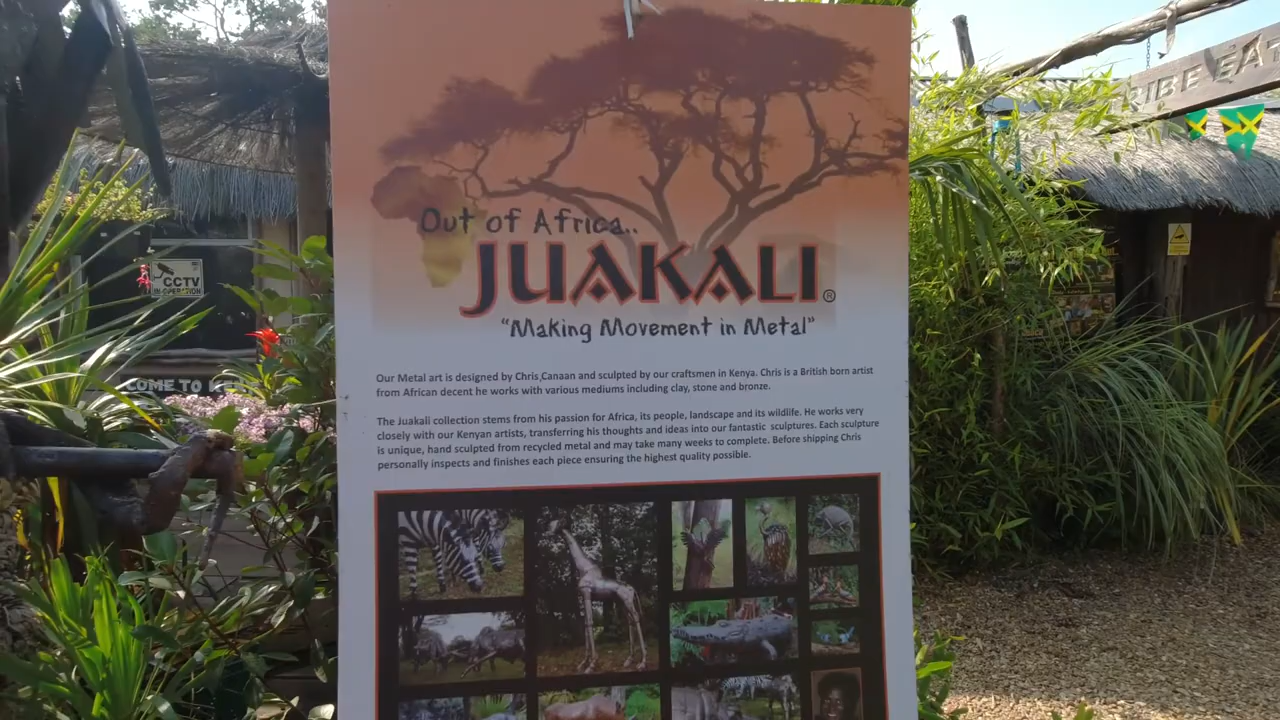 Out of Africa..
JUAKALI®
"Making Movement in Metal"
Our Metal art is designed by Chris Canaan and sculpted by our craftsmen in Kenya. Chris is a British born artist
from African decent he works with various mediums including clay, stone and bronze.
The Juakali collection stems from his passion for Africa, its people, landscape and its wildlife. He works very
closely with our Kenyan artists, transferring his thoughts and ideas into our fantastic sculptures. Each sculpture
is unique, hand sculpted from recycled metal and may take many weeks to complete. Before shipping Chris
personally inspects and finishes each piece ensuring the highest quality possible.
CCTV
IN OPERATION
COME TO
RIBE EAT